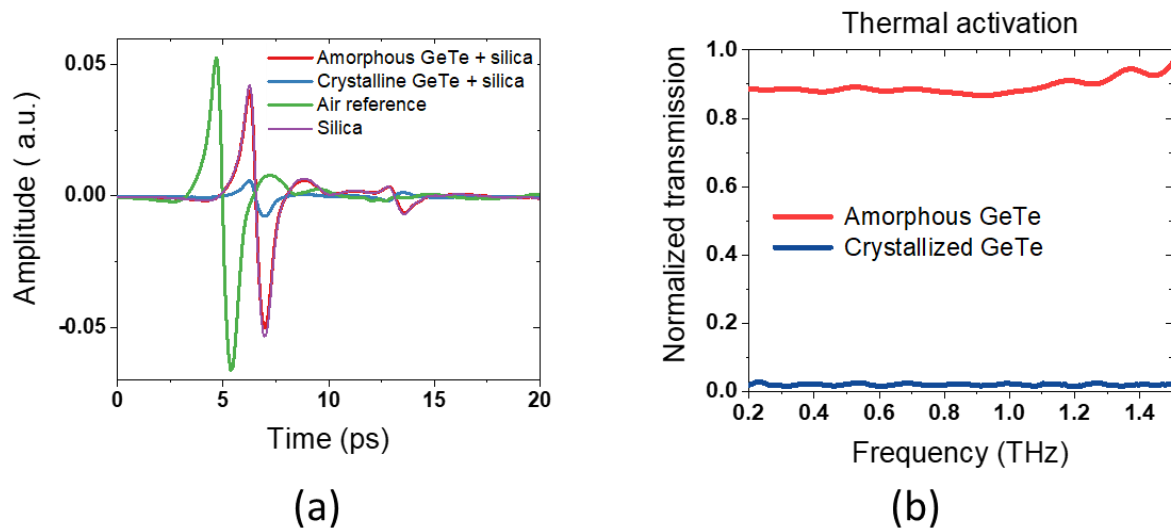 0.05
0.00
-0.05
Amplitude ( a.u.)
Amorphous GeTe + silica
Crystalline GeTe + silica
Air reference
Silica
0
5
10
15
20
Time (ps)
(a)
Thermal activation
1.0
0.8
0.6
0.4
0.2
0.0
Normalized transmission
Amorphous GeTe
Crystallized GeTe
0.2
0.4
0.6
0.8
1.0
1.2
1.4
Frequency (THz)
(b)